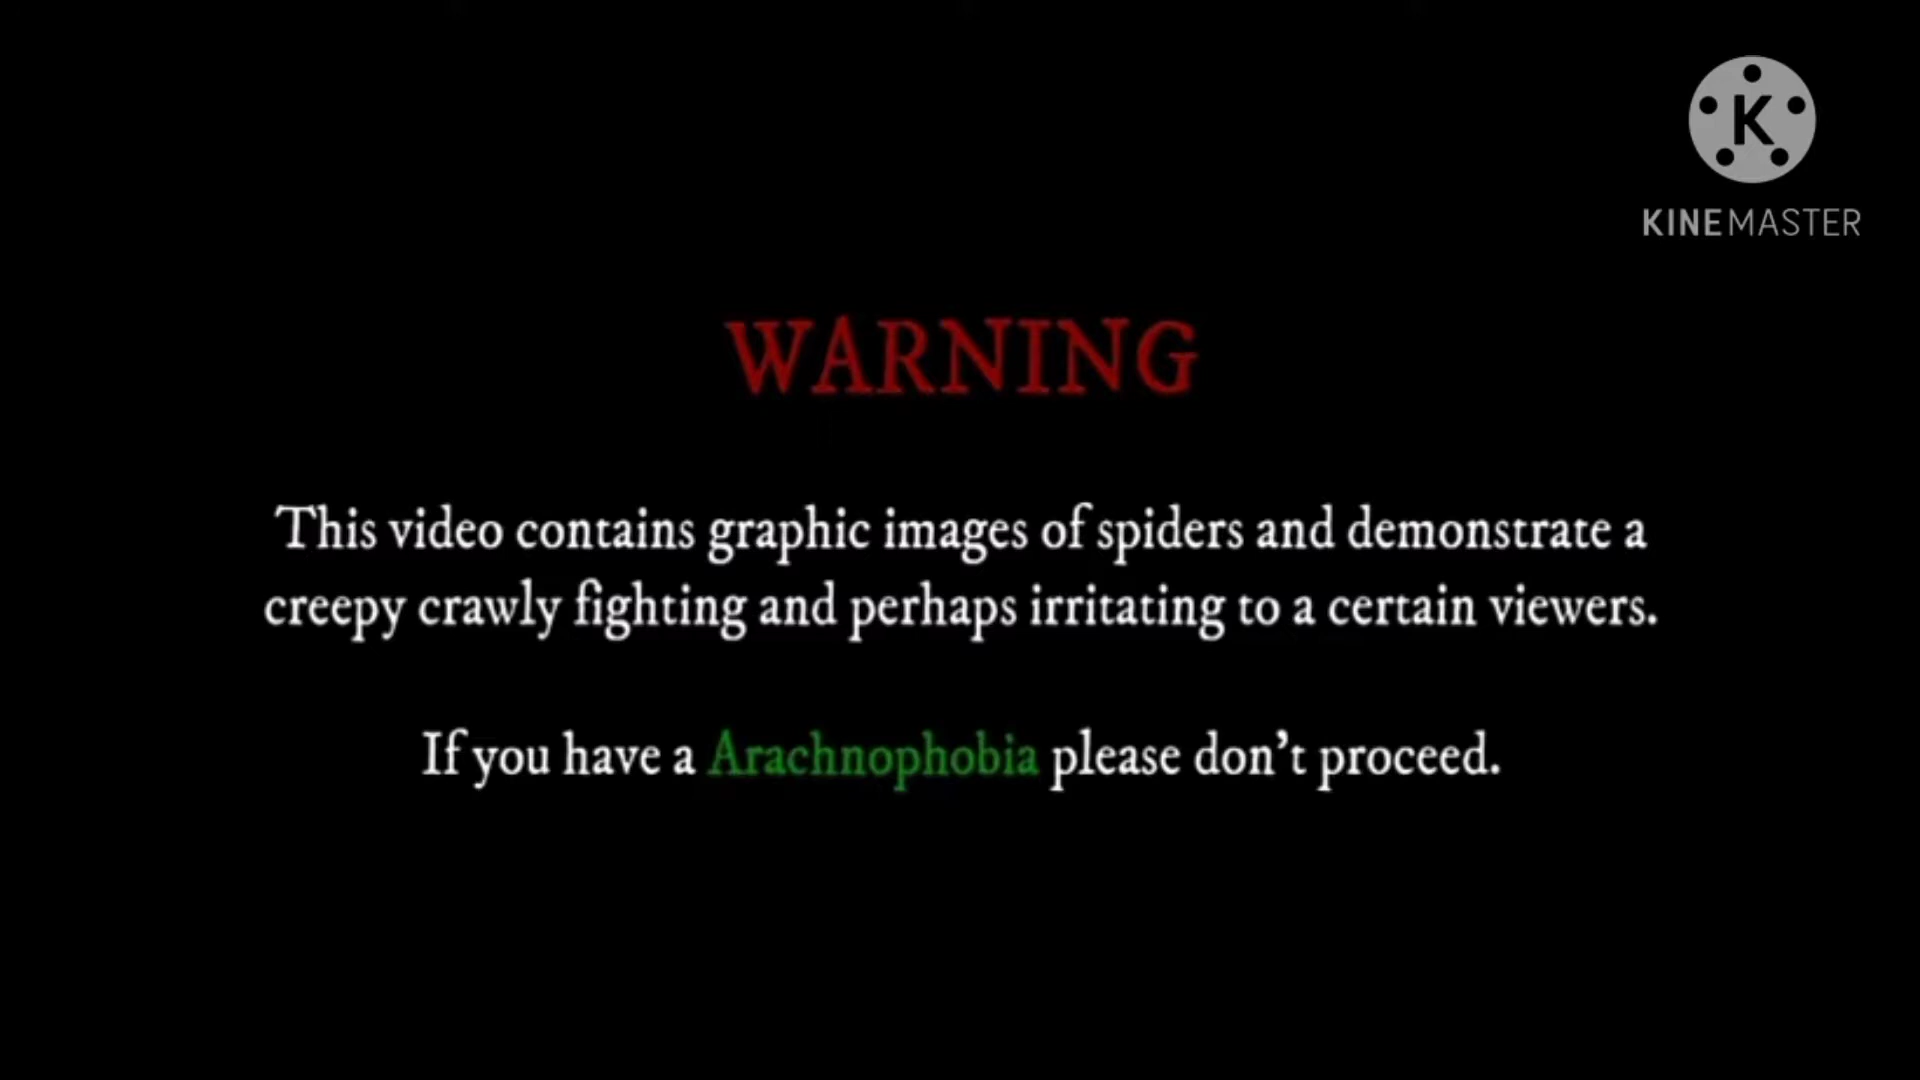 K
KINEMASTER
WARNING
This video contains graphic images of spiders and demonstrate a
creepy crawly fighting and perhaps irritating to a certain viewers.
If you have a Arachnophobia please don't proceed.